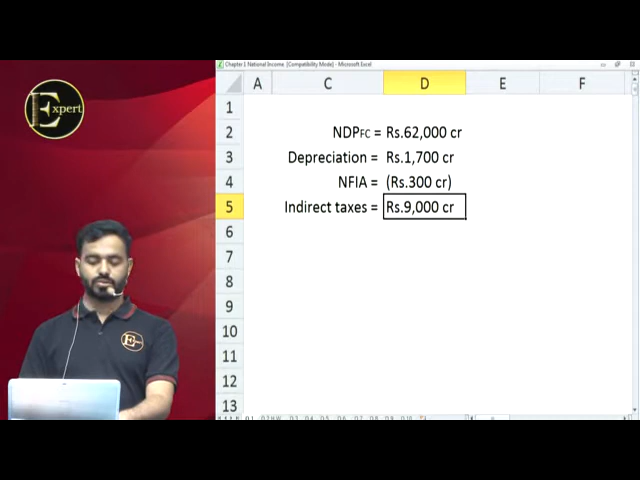 Chapter 1 National Income [Compatibility Mode] - Microsoft Excel
Expert
A C D E F
1
2 NDPFC = Rs.62,000 cr
3 Depreciation = Rs.1,700 cr
4 NFIA = (Rs.300 cr)
5 Indirect taxes = Rs.9,000 cr
6
7
8
9
10
11
12
13
E